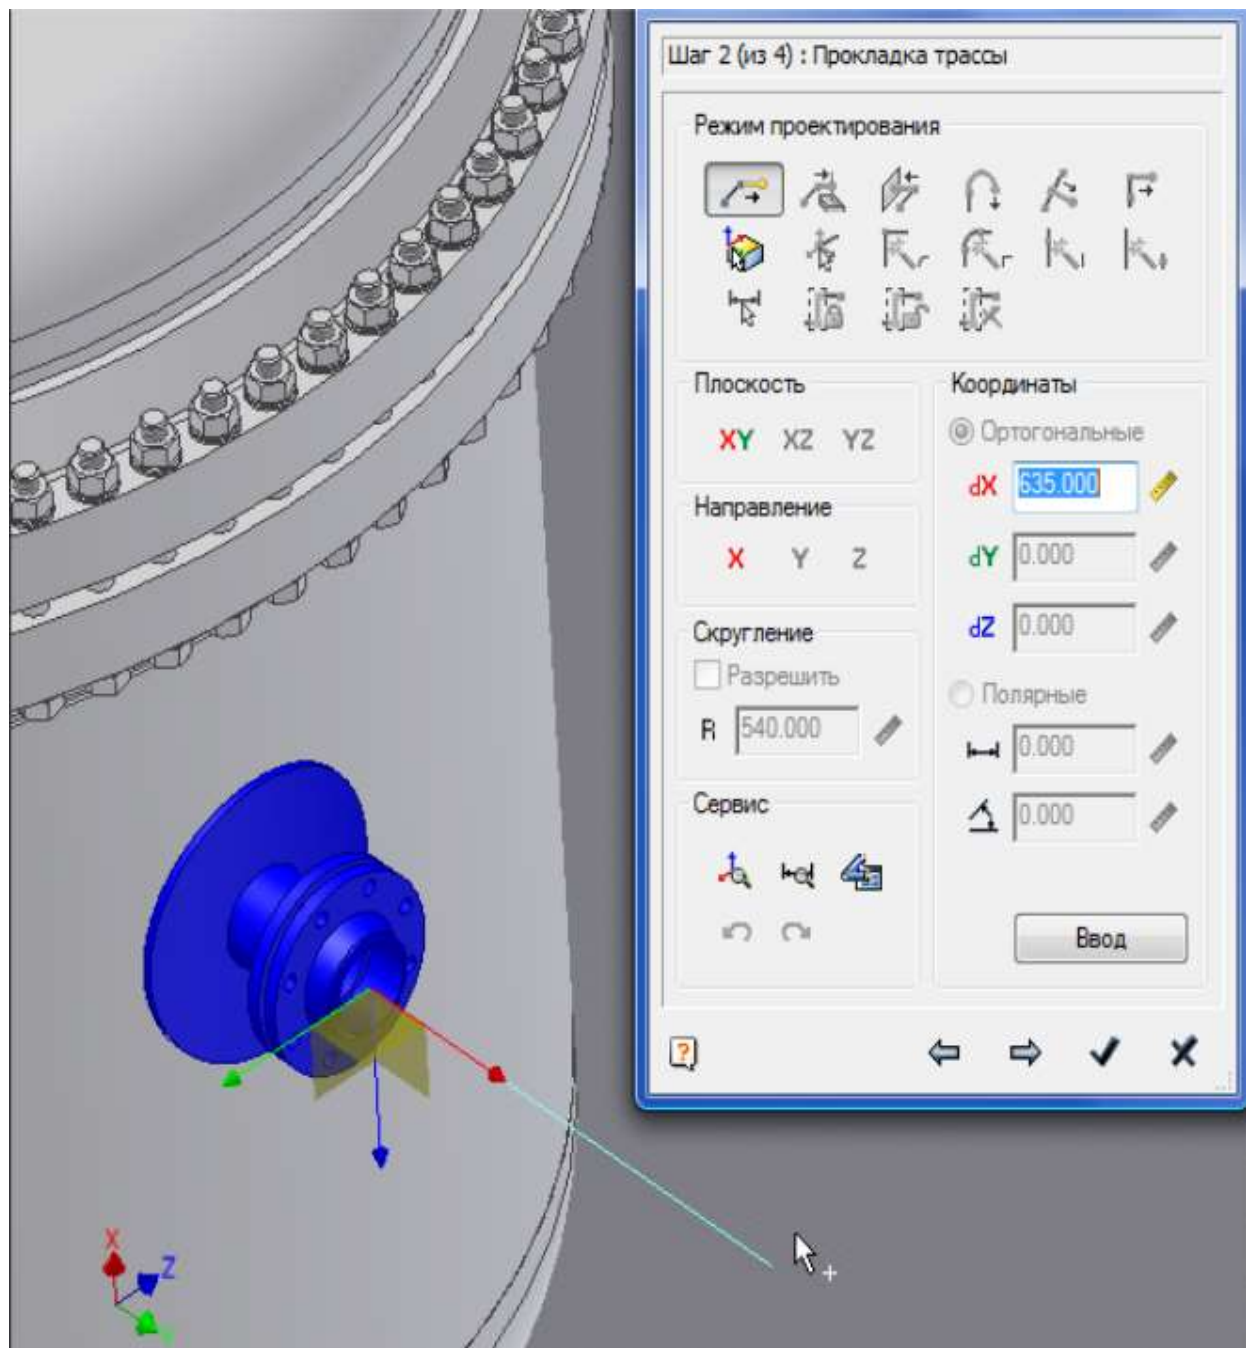 Шаг 2 (из 4) : Прокладка трассы
Режим проектирования
Плоскость
XY XZ YZ
Направление
X Y Z
Скругление
Разрешить
R 540.000
Сервис
Координаты
Ортогональные
dX 635.000
dY 0.000
dZ 0.000
Полярные
0.000
0.000
Ввод
?
X
Z
Y